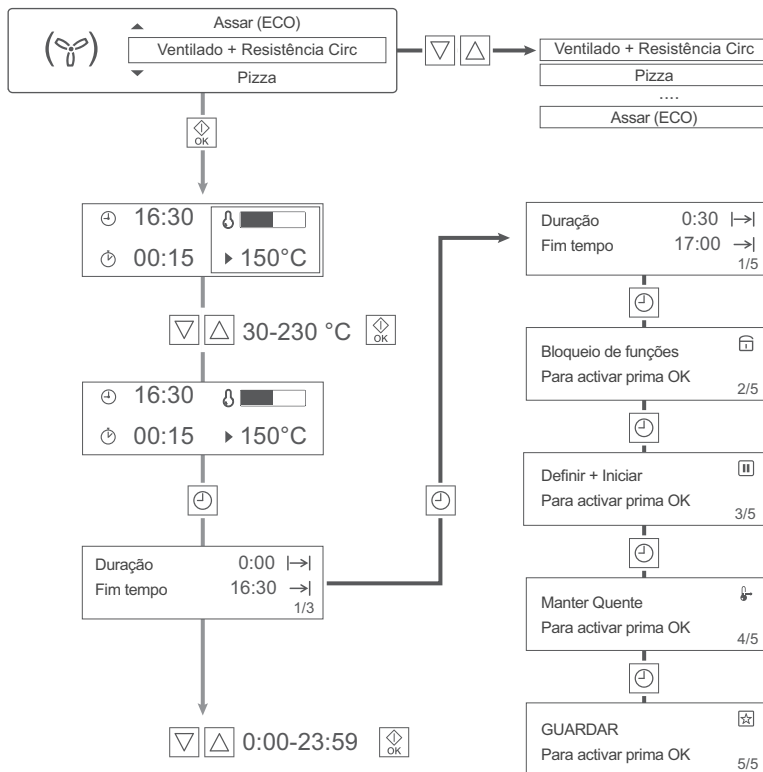 Assar (ECO)
Ventilado + Resistência Circ
Pizza
Ventilado + Resistência Circ
Pizza
....
Assar (ECO)
OK
16:30
00:15 150°C
30-230 °C OK
16:30
00:15 150°C
Duração 0:00
Fim tempo 16:30
1/3
0:00-23:59 OK
Duração 0:30
Fim tempo 17:00
1/5
Bloqueio de funções
Para activar prima OK
2/5
Definir + Iniciar
Para activar prima OK
3/5
Manter Quente
Para activar prima OK
4/5
GUARDAR
Para activar prima OK
5/5